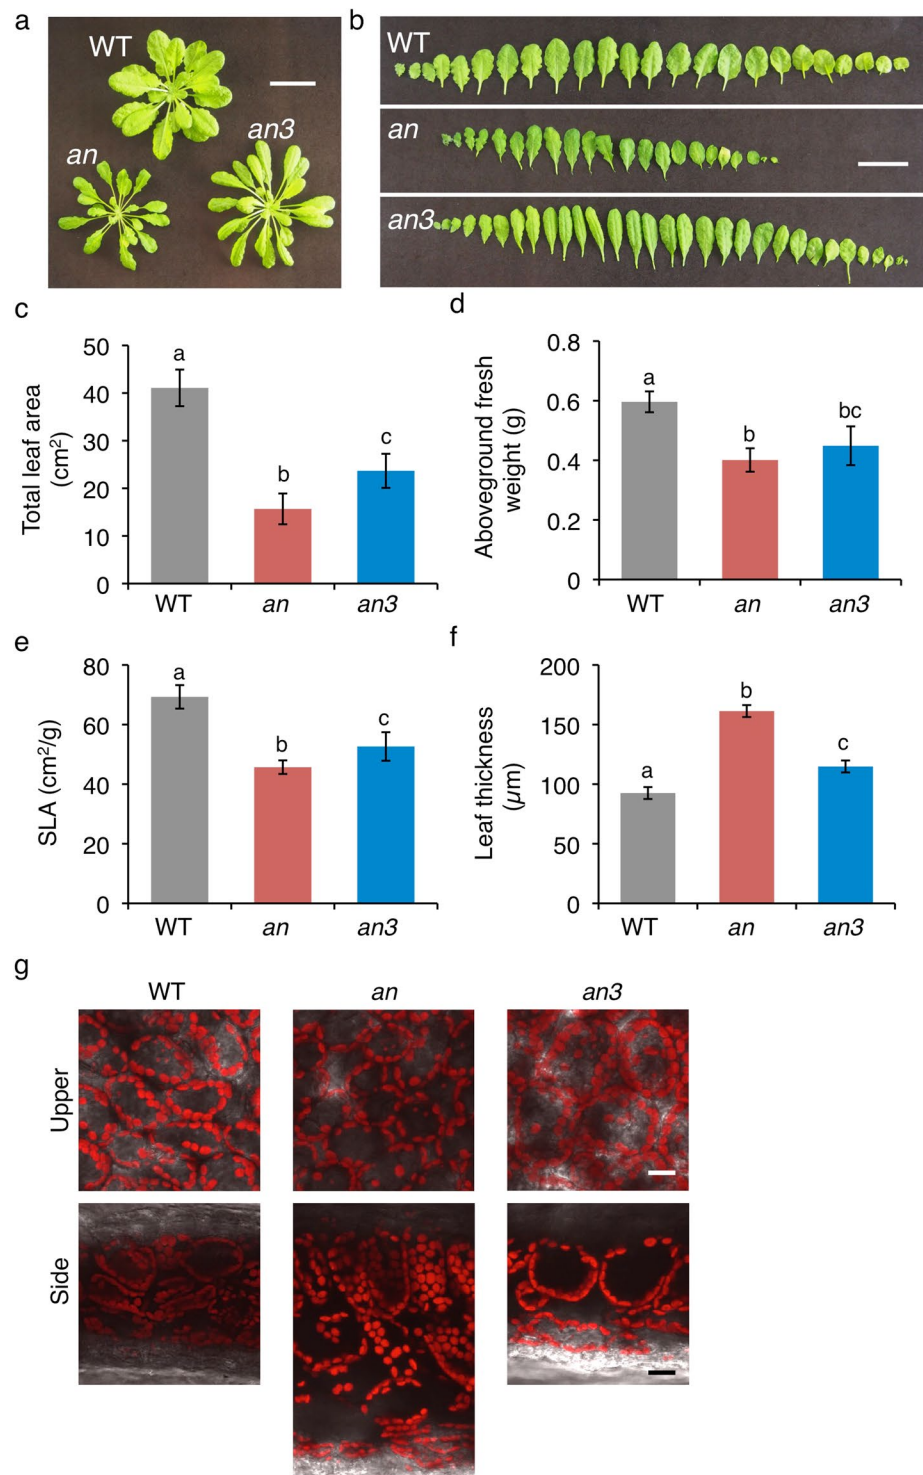 a
WT
an3
an
b
WT
an
an3
c
Total leaf area
(cm²)
50
40
30
20
10
0
a
b
c
WT
an
an3
d
Aboveground fresh
weight (g)
0.8
0.6
0.4
0.2
0
a
b
bc
WT
an
an3
e
SLA (cm²/g)
80
60
40
20
0
a
b
c
WT
an
an3
f
Leaf thickness
(µm)
200
150
100
50
0
a
b
c
WT
an
an3
g
WT
an
an3
Upper
Side